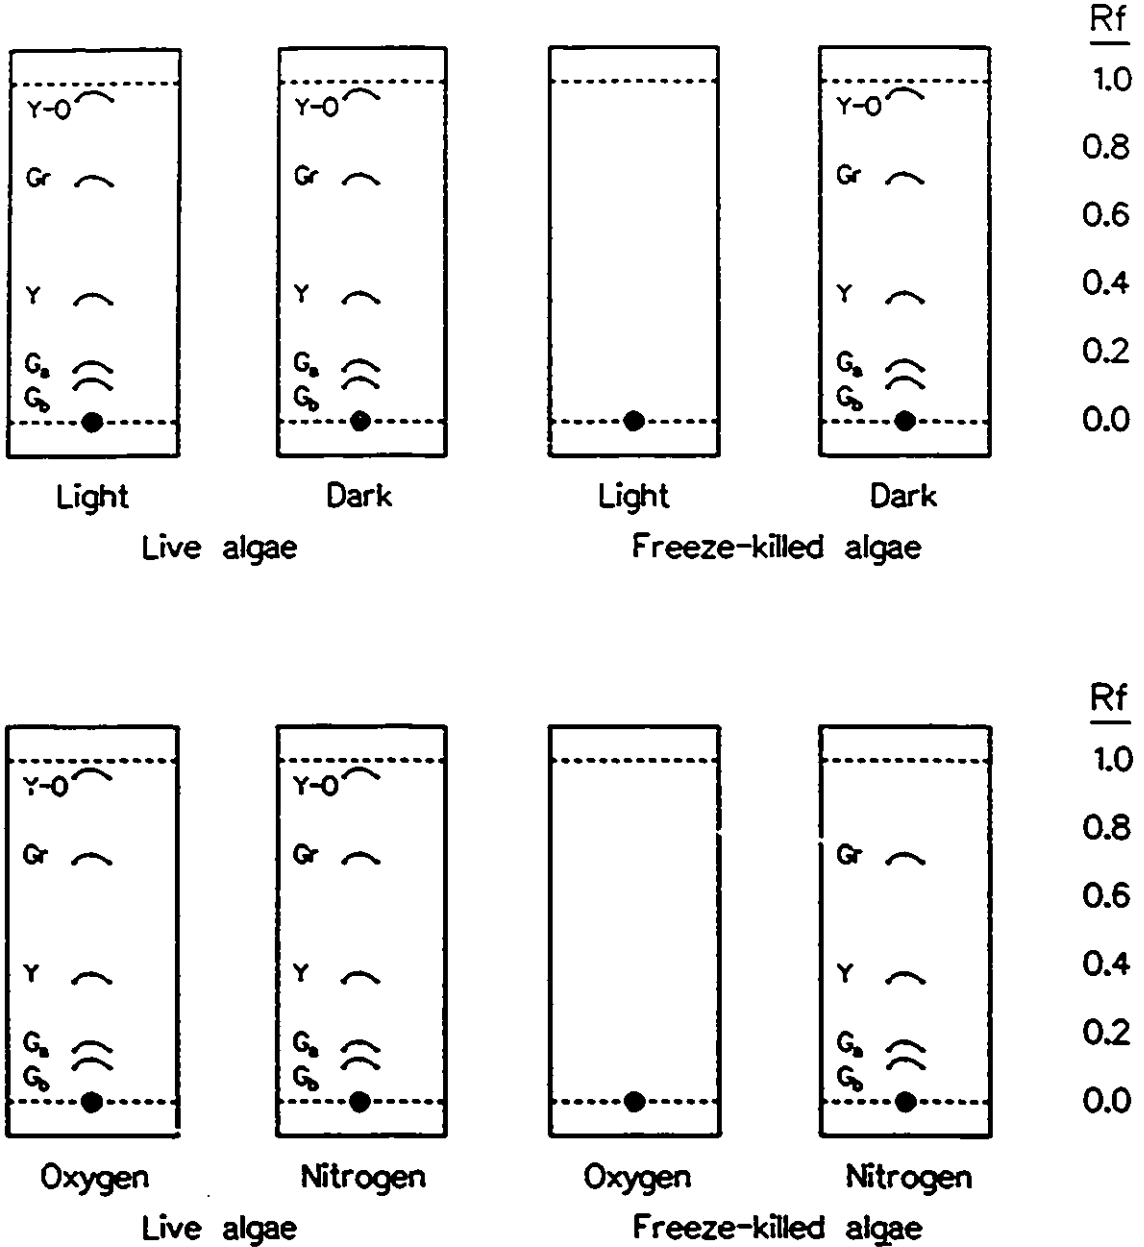 Rf
1.0
Y-O Y-O Y-O
0.8
Gr Gr Gr
0.6
Y Y Y
0.4
Ga Ga Ga
0.2
Gb Gb Gb
0.0
Light Dark Light Dark
Live algae Freeze-killed algae
Rf
1.0
Y-O Y-O
0.8
Gr Gr Gr
0.6
Y Y Y
0.4
Ga Ga Ga
0.2
Gb Gb Gb
0.0
Oxygen Nitrogen Oxygen Nitrogen
Live algae Freeze-killed algae